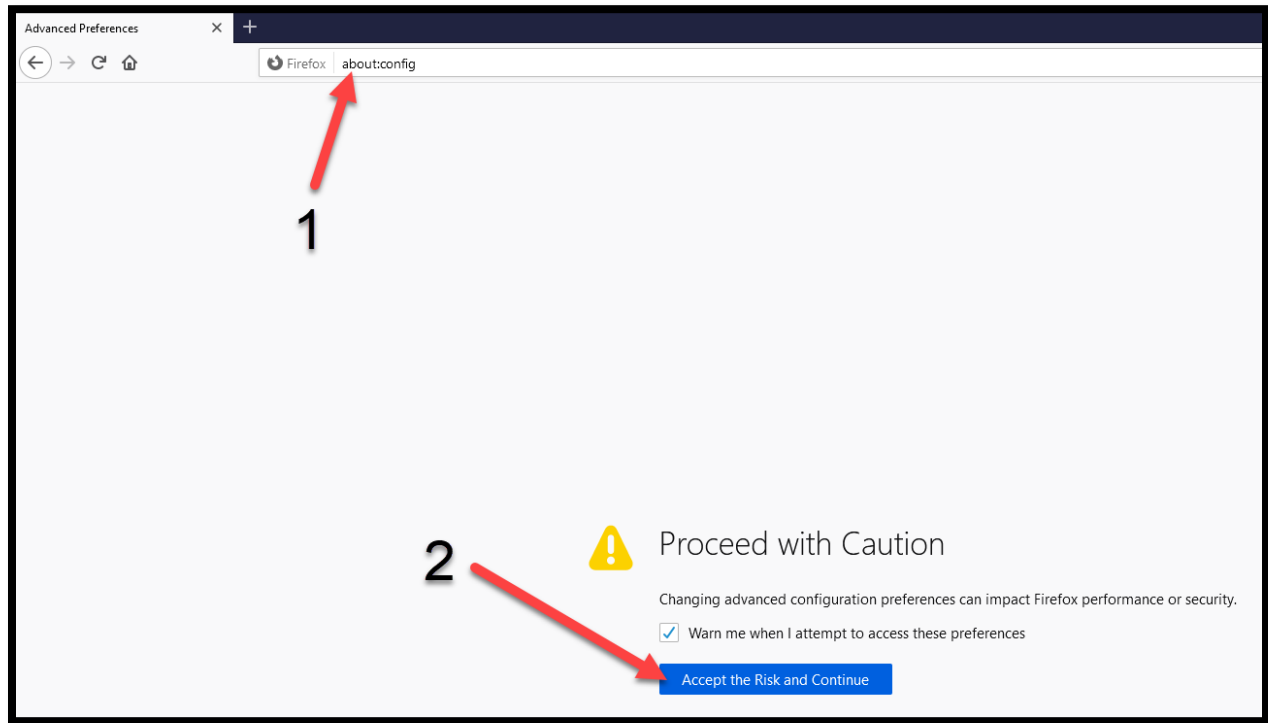 Advanced Preferences
Firefox about:config
1
2
Proceed with Caution
Changing advanced configuration preferences can impact Firefox performance or security.
Warn me when I attempt to access these preferences
Accept the Risk and Continue